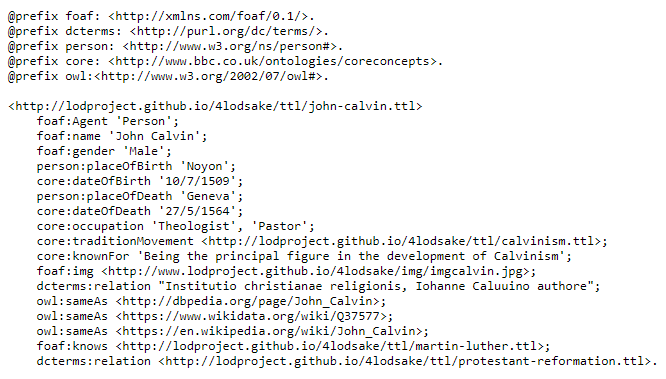 @prefix foaf: <http://xmlns.com/foaf/0.1/>.
@prefix dcterms: <http://purl.org/dc/terms/>.
@prefix person: <http://www.w3.org/ns/person#>.
@prefix core: <http://www.bbc.co.uk/ontologies/coreconcepts>.
@prefix owl:<http://www.w3.org/2002/07/owl#>.

<http://lodproject.github.io/4lodsake/ttl/john-calvin.ttl>
    foaf:Agent 'Person';
    foaf:name 'John Calvin';
    foaf:gender 'Male';
    person:placeOfBirth 'Noyon';
    core:dateOfBirth '10/7/1509';
    person:placeOfDeath 'Geneva';
    core:dateOfDeath '27/5/1564';
    core:occupation 'Theologist', 'Pastor';
    core:traditionMovement <http://lodproject.github.io/4lodsake/ttl/calvinism.ttl>;
    core:knownFor 'Being the principal figure in the development of Calvinism';
    foaf:img <http://www.lodproject.github.io/4lodsake/img/imgcalvin.jpg>;
    dcterms:relation "Institutio christianae religionis, Iohanne Caluuino authore";
    owl:sameAs <http://dbpedia.org/page/John_Calvin>;
    owl:sameAs <https://www.wikidata.org/wiki/Q37577>;
    owl:sameAs <https://en.wikipedia.org/wiki/John_Calvin>;
    foaf:knows <http://lodproject.github.io/4lodsake/ttl/martin-luther.ttl>;
    dcterms:relation <http://lodproject.github.io/4lodsake/ttl/protestant-reformation.ttl>.